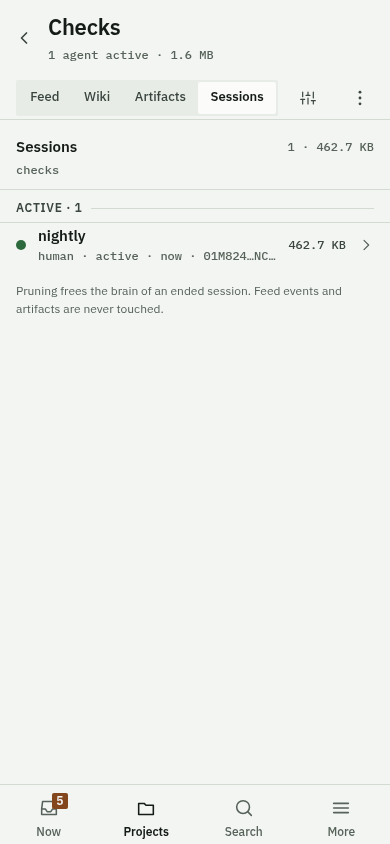 Checks
1 agent active · 1.6 MB
Feed Wiki Artifacts Sessions
Sessions 1 · 462.7 KB
checks
ACTIVE · 1
nightly
human · active · now · 01M824…NC… 462.7 KB
Pruning frees the brain of an ended session. Feed events and
artifacts are never touched.
5
Now Projects Search More